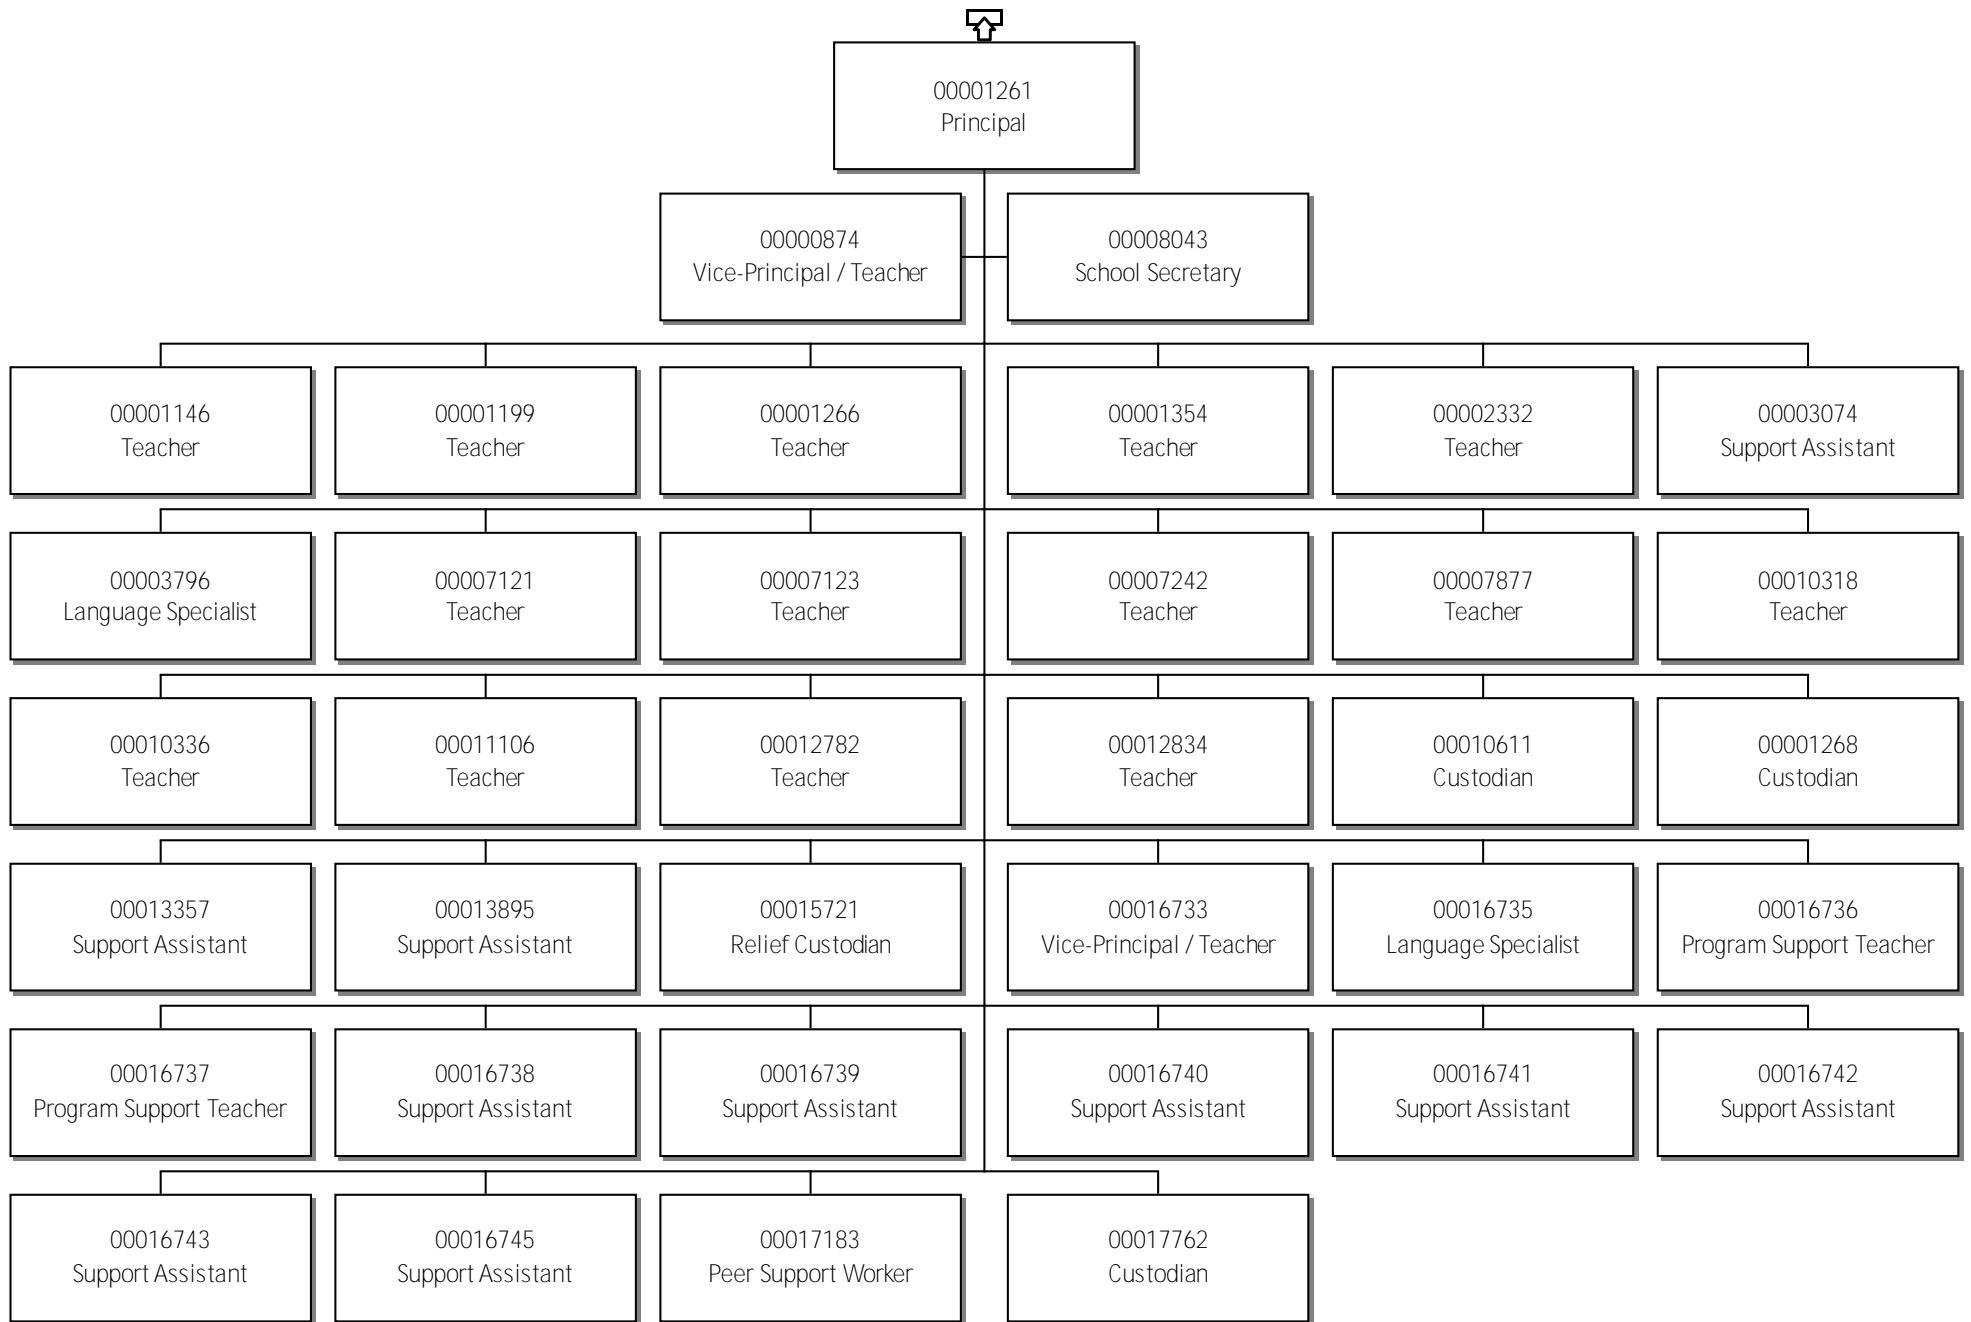 00001261
Principal
00000874
Vice-Principal / Teacher
00008043
School Secretary
00001146
Teacher
00001199
Teacher
00001266
Teacher
00001354
Teacher
00002332
Teacher
00003074
Support Assistant
00003796
Language Specialist
00007121
Teacher
00007123
Teacher
00007242
Teacher
00007877
Teacher
00010318
Teacher
00010336
Teacher
00011106
Teacher
00012782
Teacher
00012834
Teacher
00010611
Custodian
00001268
Custodian
00013357
Support Assistant
00013895
Support Assistant
00015721
Relief Custodian
00016733
Vice-Principal / Teacher
00016735
Language Specialist
00016736
Program Support Teacher
00016737
Program Support Teacher
00016738
Support Assistant
00016739
Support Assistant
00016740
Support Assistant
00016741
Support Assistant
00016742
Support Assistant
00016743
Support Assistant
00016745
Support Assistant
00017183
Peer Support Worker
00017762
Custodian